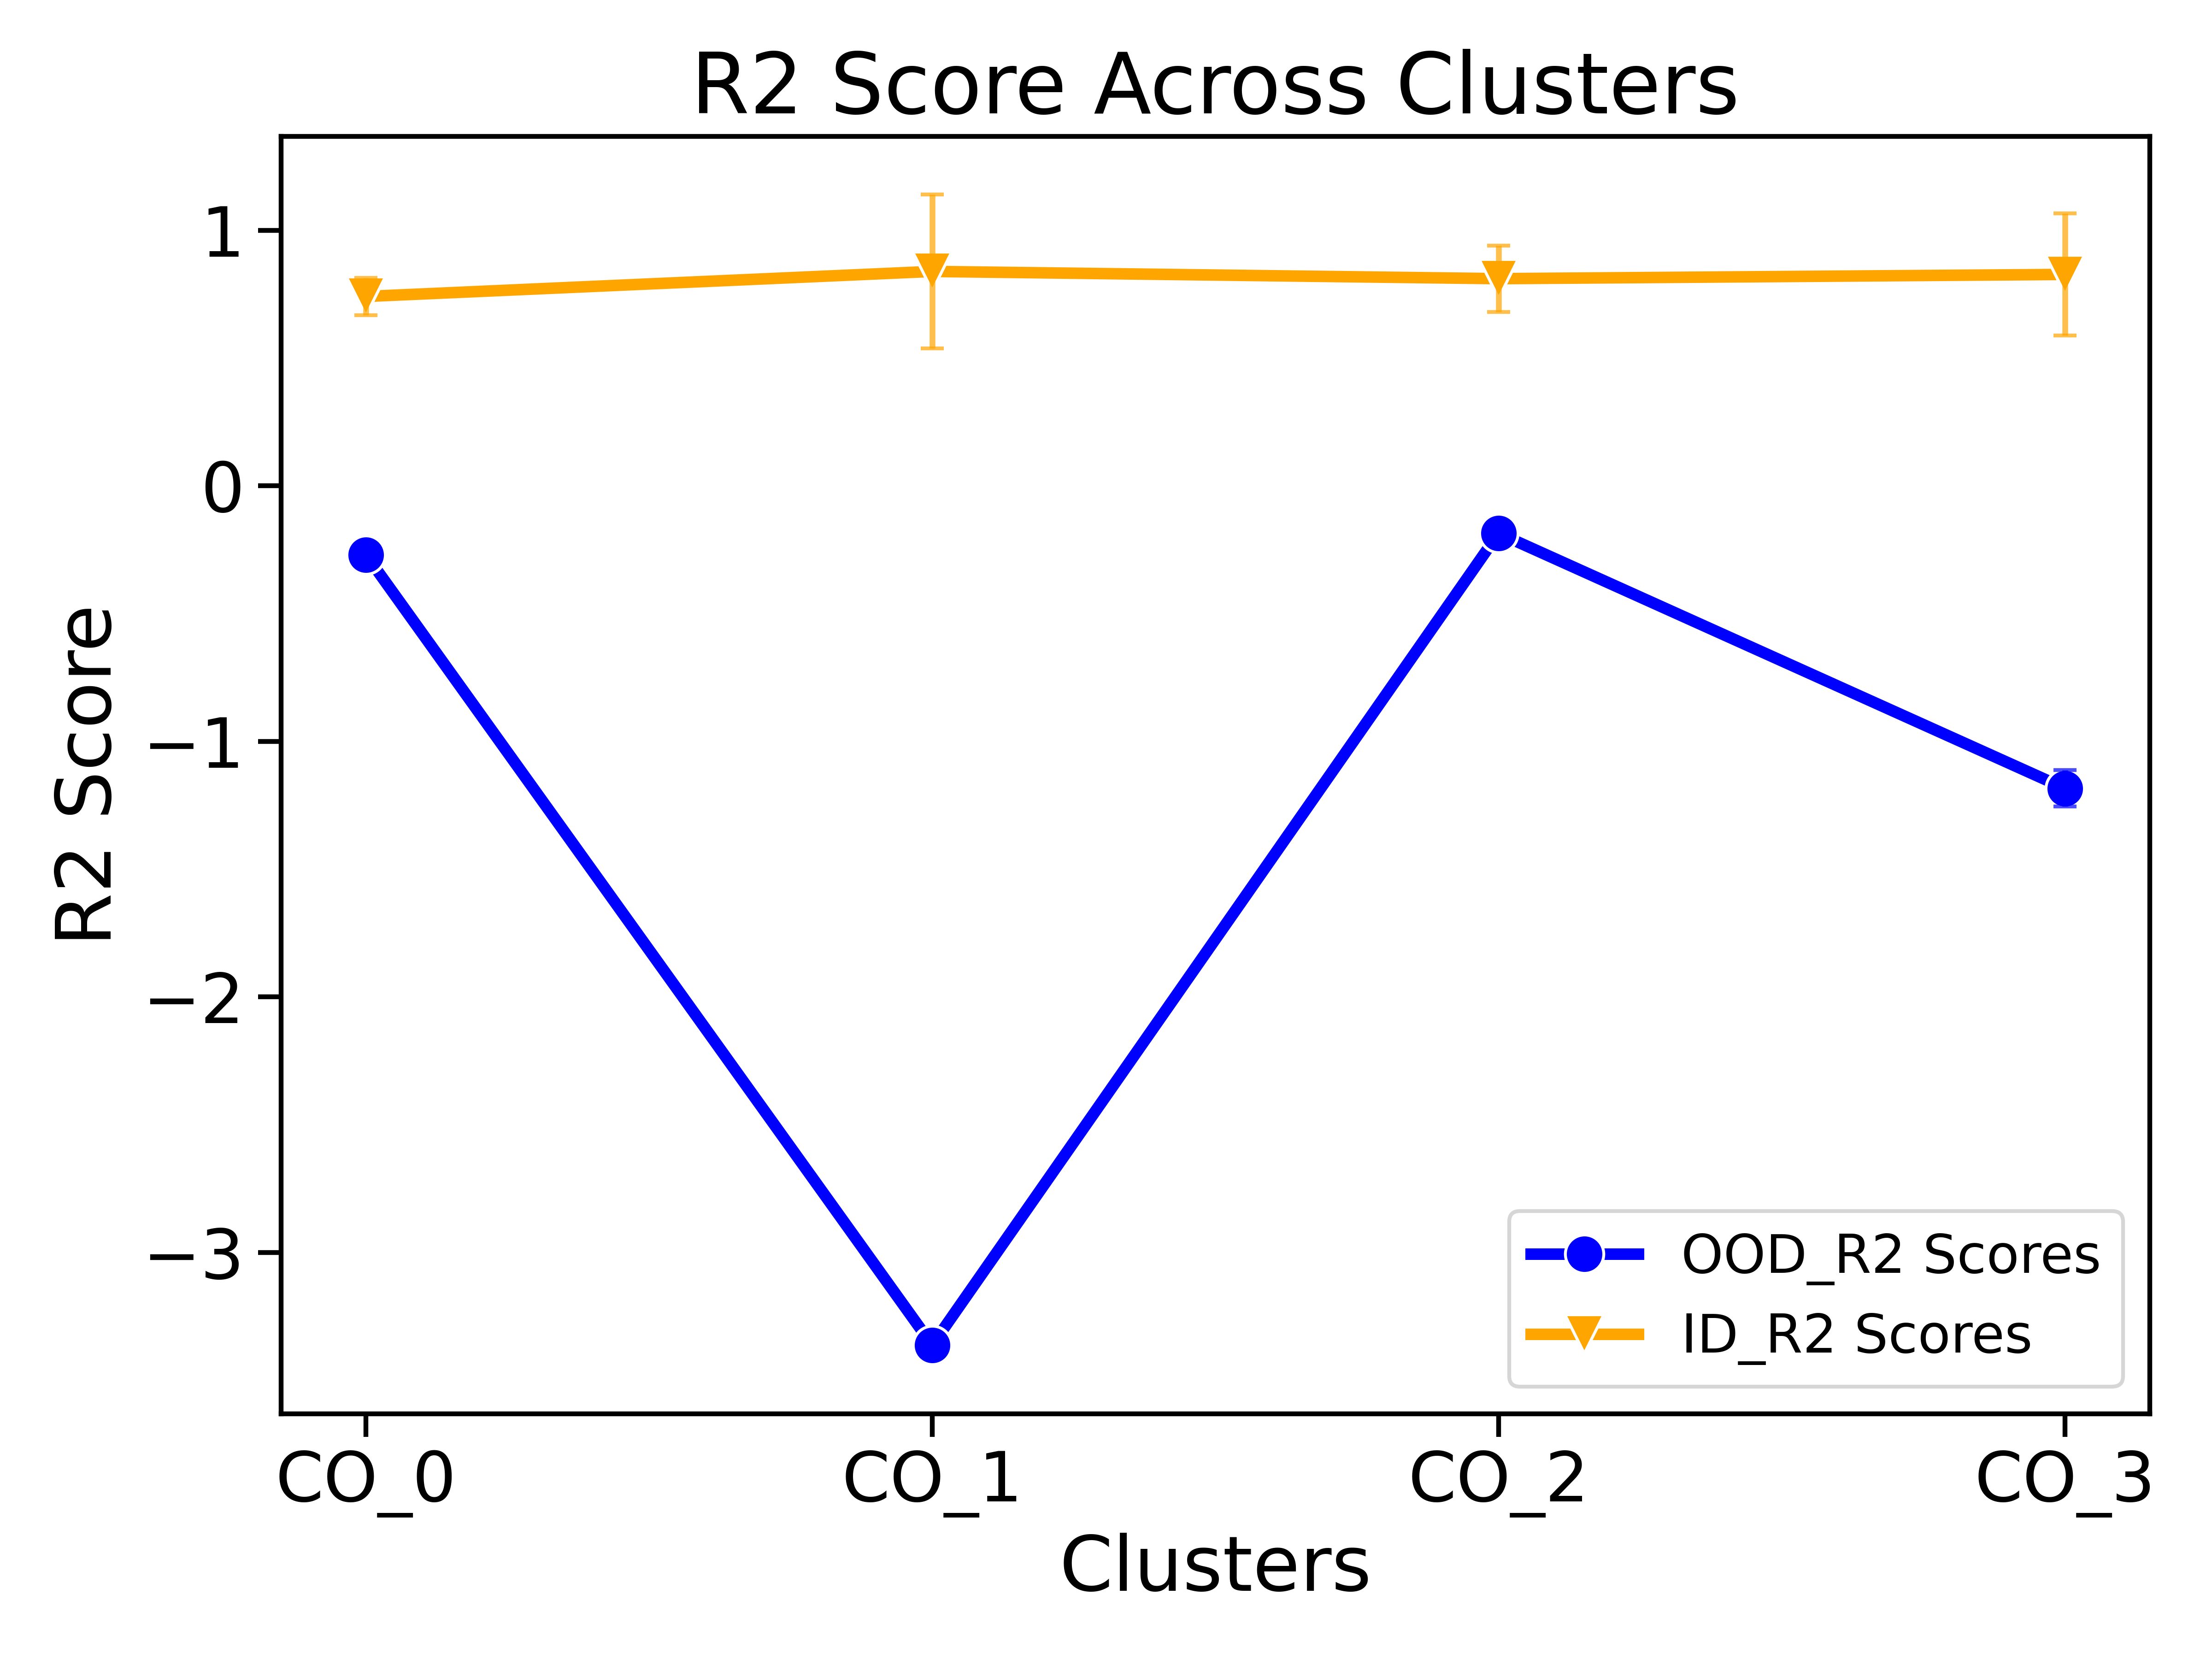 R2 Score Across Clusters
R2 Score
1
0
−1
−2
−3
OOD_R2 Scores
ID_R2 Scores
CO_0 CO_1 CO_2 CO_3
Clusters